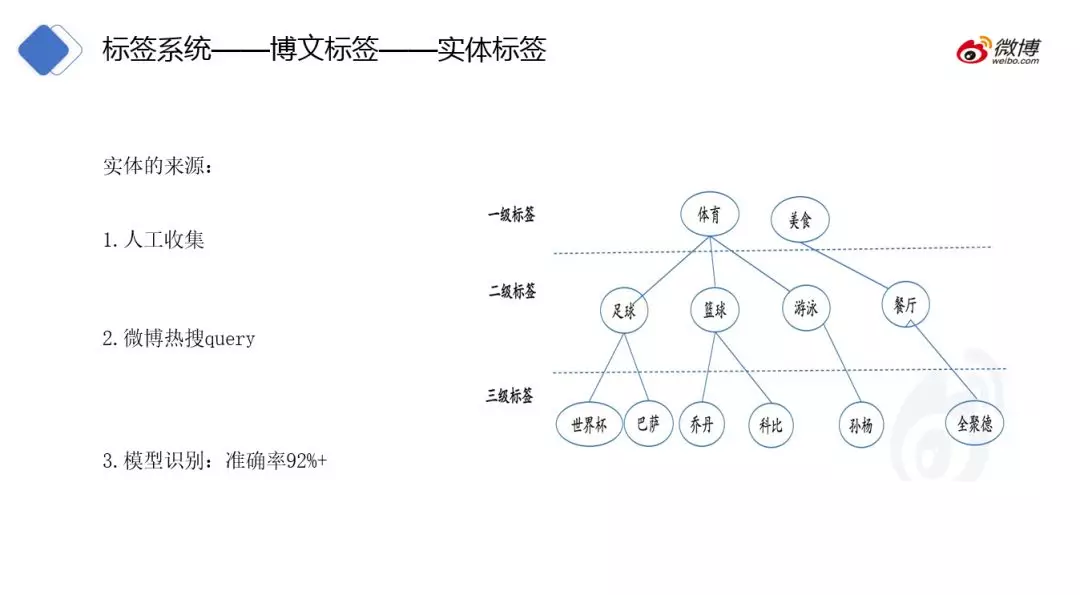 标签系统——博文标签——实体标签
微博
weibo.com
实体的来源：
1.人工收集
2.微博热搜query
3.模型识别：准确率92%+
一级标签
体育 美食
二级标签
足球 篮球 游泳 餐厅
三级标签
世界杯 巴萨 乔丹 科比 孙杨 全聚德